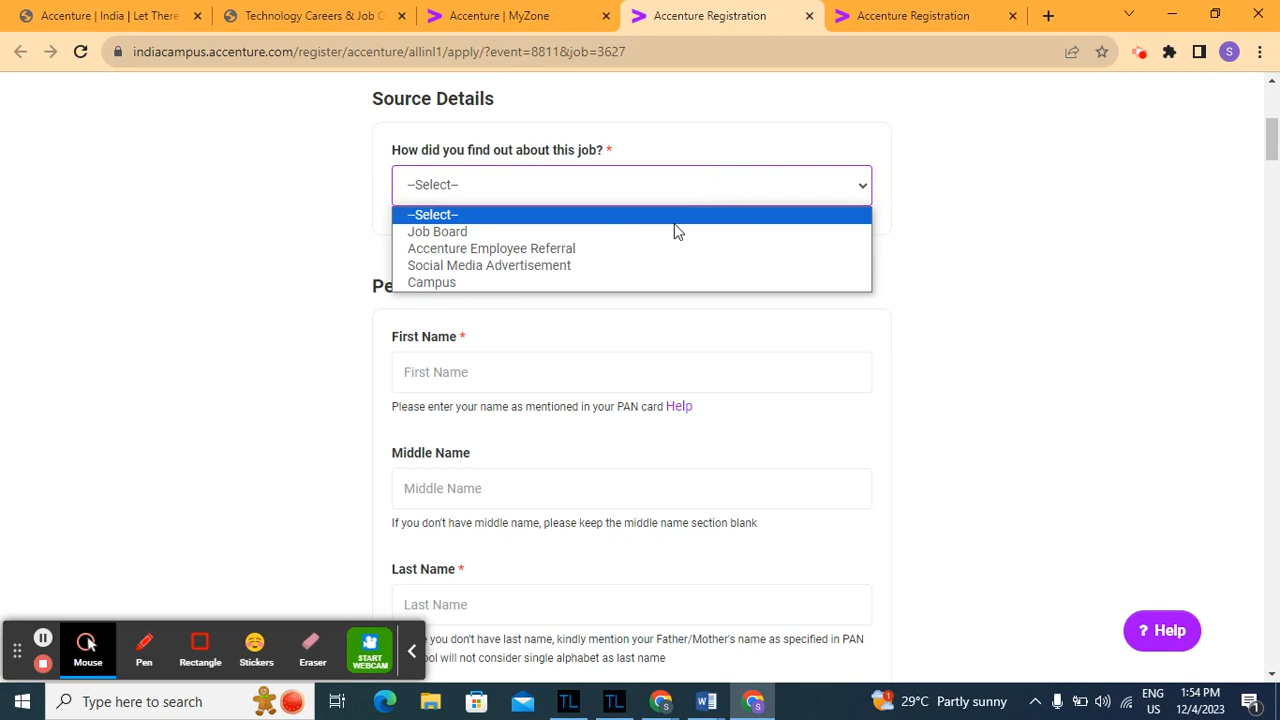 Accenture | India | Let There
Technology Careers & Job O
Accenture | MyZone
Accenture Registration
Accenture Registration
indiacampus.accenture.com/register/accenture/allinl1/apply/?event=8811&job=3627
S
Source Details
How did you find out about this job? *
--Select--
--Select--
Job Board
Accenture Employee Referral
Social Media Advertisement
Campus
Pe
First Name *
First Name
Please enter your name as mentioned in your PAN card Help
Middle Name
Middle Name
If you don't have middle name, please keep the middle name section blank
Last Name *
Last Name
you don't have last name, kindly mention your Father/Mother's name as specified in PAN
ool will not consider single alphabet as last name
? Help
Mouse
Pen
Rectangle
Stickers
Eraser
START
WEBCAM
Type here to search
TL
TL
1
29°C Partly sunny
ENG
US
1:54 PM
12/4/2023
1